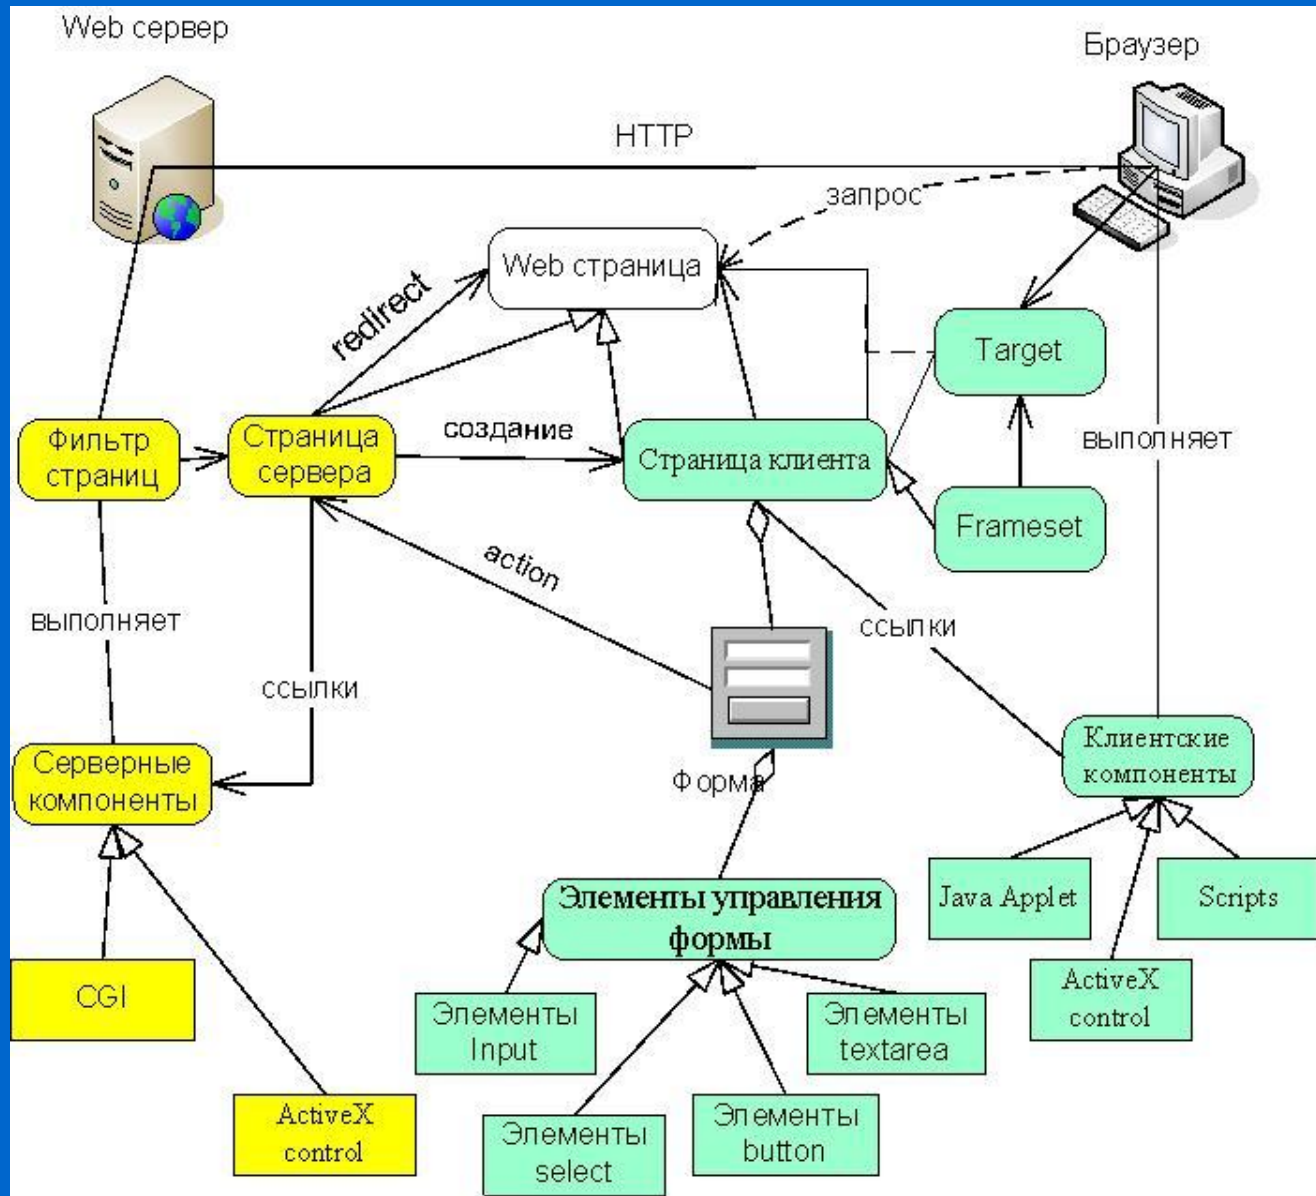 Web сервер
Браузер
HTTP
запрос
Web страница
redirect
Target
Фильтр
страниц
Страница
сервера
создание
Страница клиента
выполняет
Frameset
action
выполняет
ссылки
ссылки
Серверные
компоненты
Форма
Клиентские
компоненты
Java Applet
Scripts
Элементы управления
формы
CGI
Элементы
Input
Элементы
textarea
ActiveX
control
ActiveX
control
Элементы
select
Элементы
button